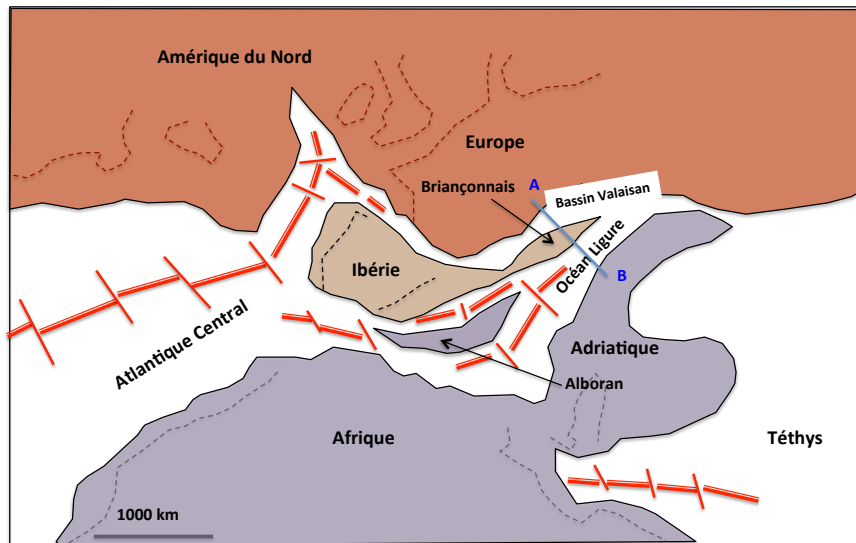 Amérique du Nord
Europe
Briançonnais
A
Bassin Valaisan
Océan Ligure
B
Ibérie
Atlantique Central
Adriatique
Alboran
Afrique
Téthys
1000 km